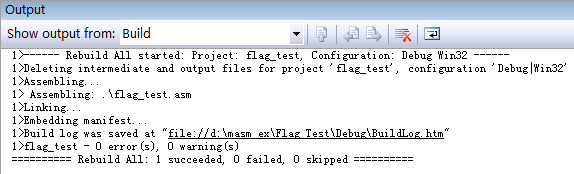 Output
Show output from: Build
1>------ Rebuild All started: Project: flag_test, Configuration: Debug Win32 ------
1>Deleting intermediate and output files for project 'flag_test', configuration 'Debug|Win32'
1>Assembling...
1> Assembling: .\flag_test.asm
1>Linking...
1>Embedding manifest...
1>Build log was saved at "file://d:\masm_ex\Flag_Test\Debug\BuildLog.htm"
1>flag_test - 0 error(s), 0 warning(s)
========== Rebuild All: 1 succeeded, 0 failed, 0 skipped ==========